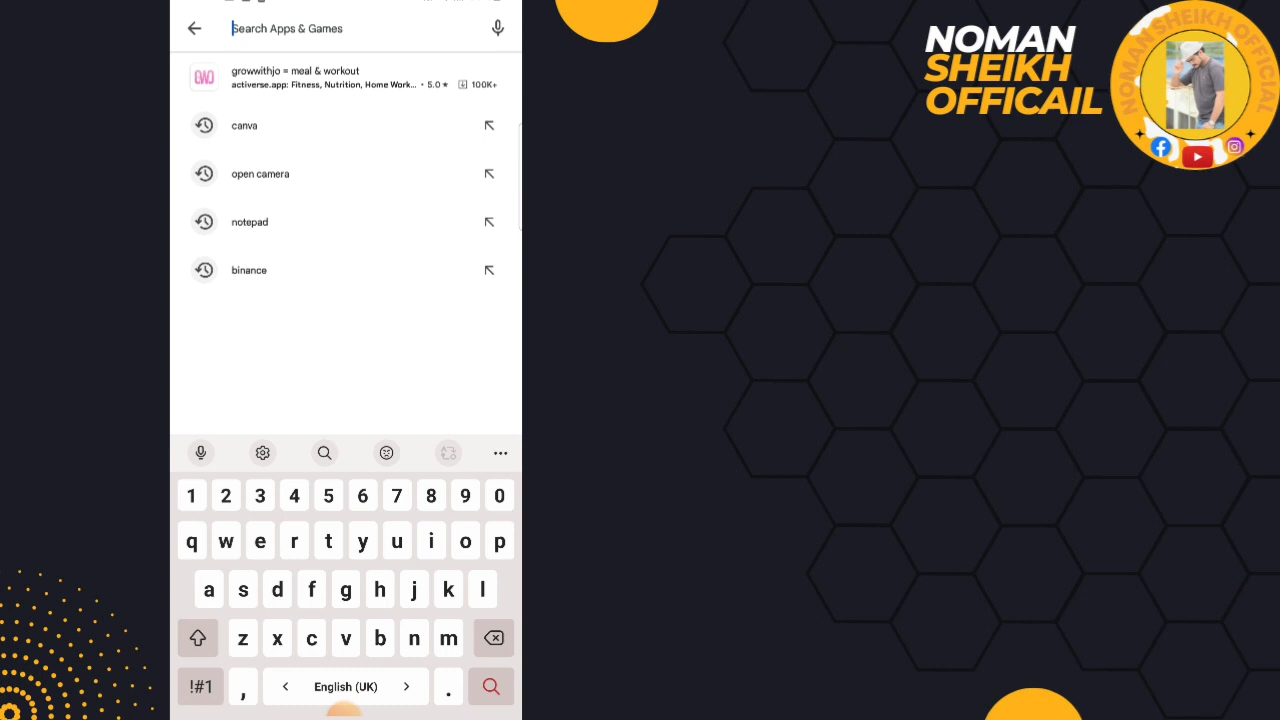 Search Apps & Games
growwithjo = meal & workout
activerse.app: Fitness, Nutrition, Home Work... • 5.0 ★ 100K+
canva
open camera
notepad
binance
1 2 3 4 5 6 7 8 9 0
q w e r t y u i o p
a s d f g h j k l
z x c v b n m
!#1 , < English (UK) > .
NOMAN
SHEIKH
OFFICAIL
NOMAN SHEIKH OFFICIAL